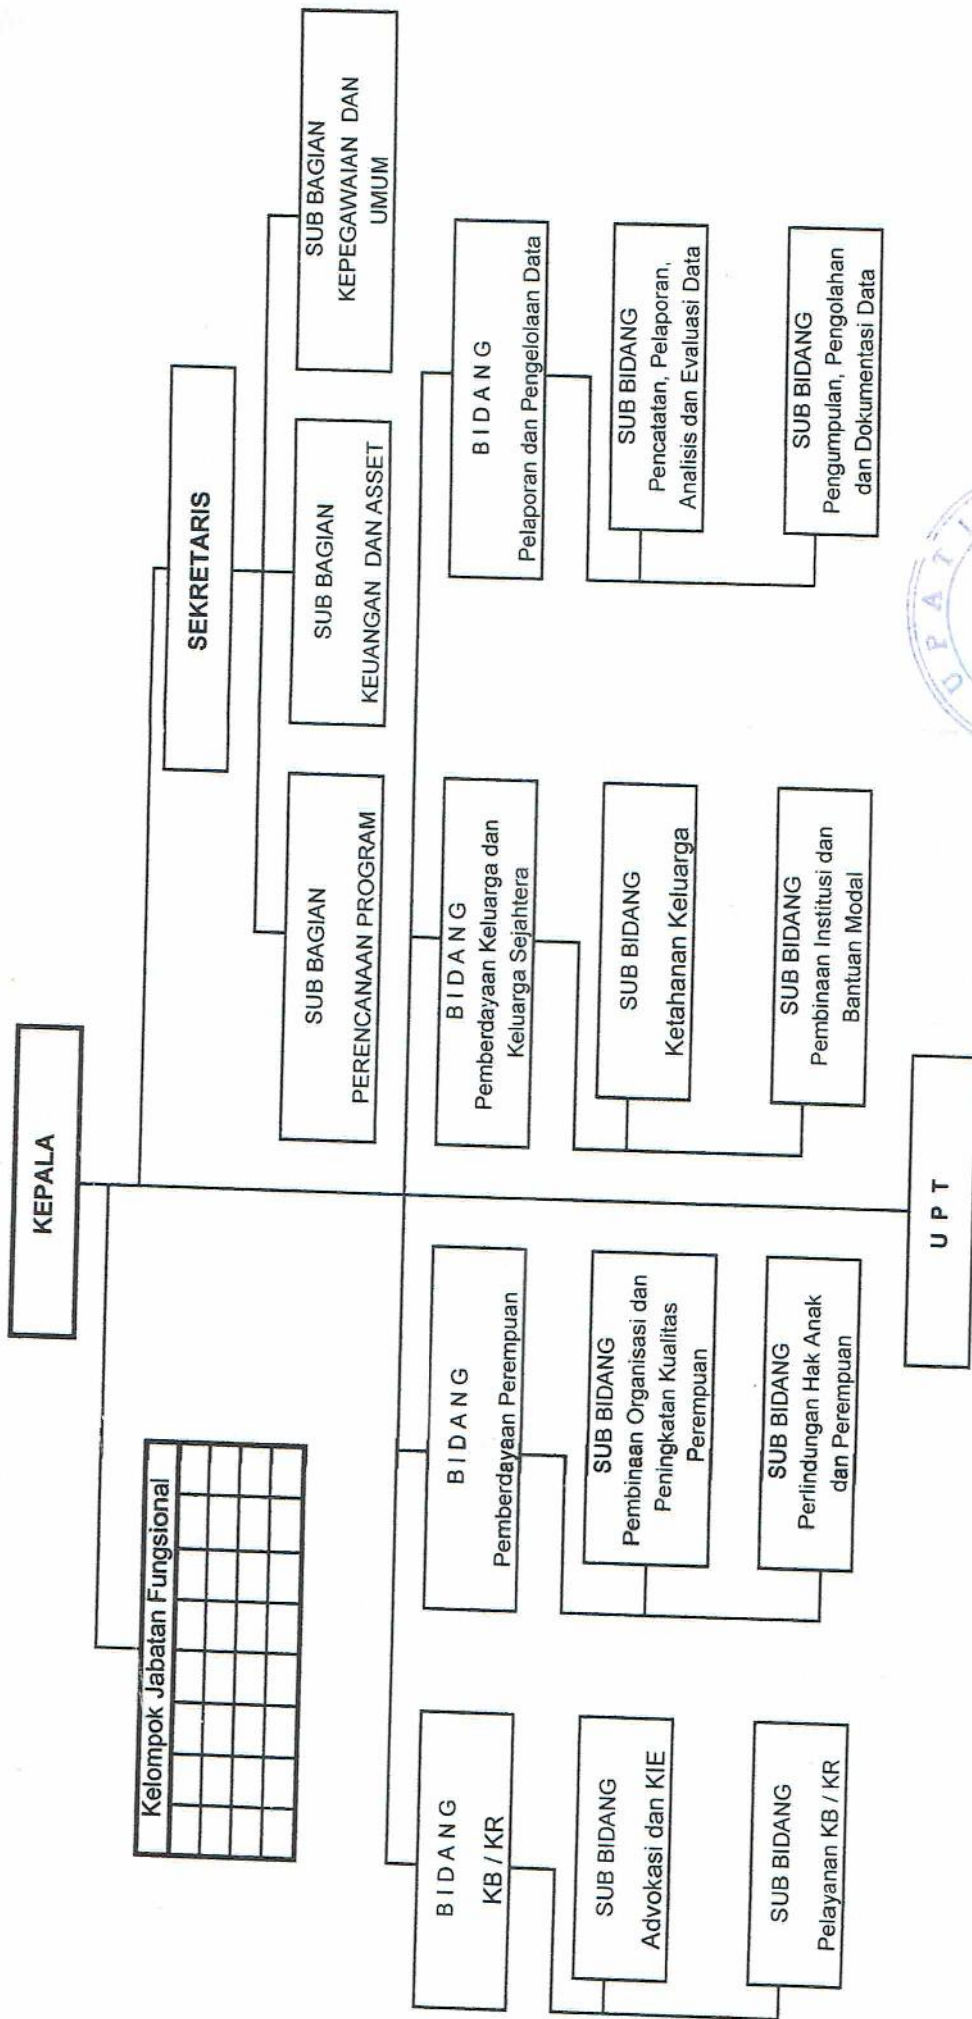 KEPALA
Kelompok Jabatan Fungsional
SEKRETARIS
SUB BAGIAN
PERENCANAAN PROGRAM
SUB BAGIAN
KEUANGAN DAN ASSET
SUB BAGIAN
KEPEGAWAIAN DAN
UMUM
B I D A N G
KB / KR
SUB BIDANG
Advokasi dan KIE
SUB BIDANG
Pelayanan KB / KR
B I D A N G
Pemberdayaan Perempuan
SUB BIDANG
Pembinaan Organisasi dan
Peningkatan Kualitas
Perempuan
SUB BIDANG
Perlindungan Hak Anak
dan Perempuan
B I D A N G
Pemberdayaan Keluarga dan
Keluarga Sejahtera
SUB BIDANG
Ketahanan Keluarga
SUB BIDANG
Pembinaan Institusi dan
Bantuan Modal
B I D A N G
Pelaporan dan Pengelolaan Data
SUB BIDANG
Pencatatan, Pelaporan,
Analisis dan Evaluasi Data
SUB BIDANG
Pengumpulan, Pengolahan
dan Dokumentasi Data
U P T
U P A T I